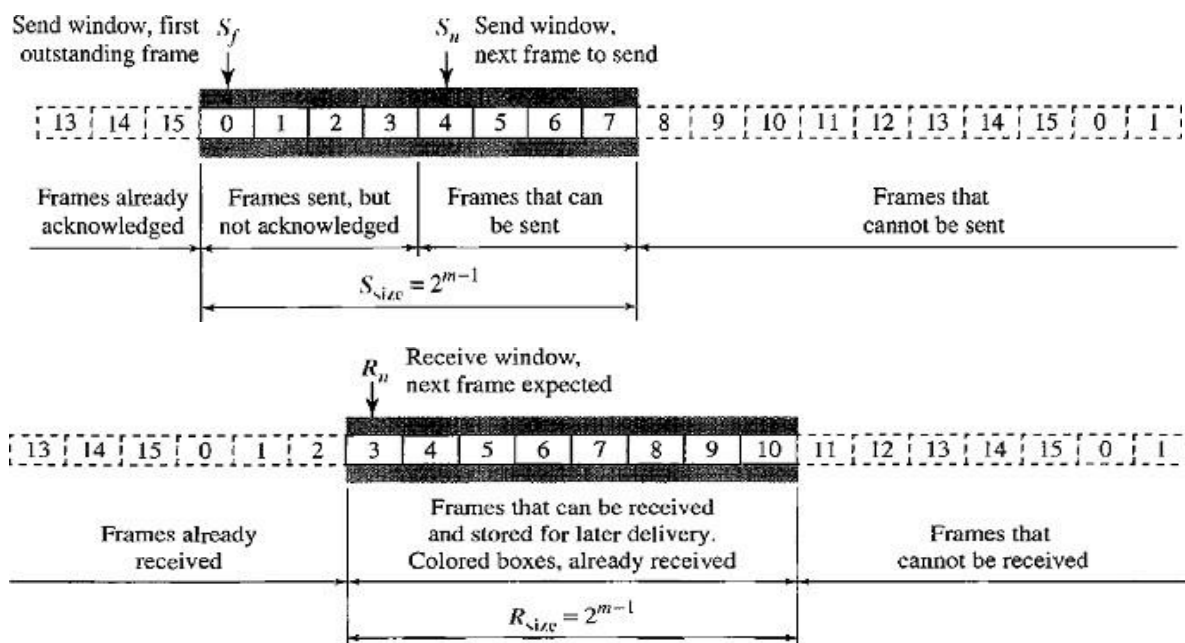 Send window, first
outstanding frame
S_f
S_n
Send window,
next frame to send
13 14 15 0 1 2 3 4 5 6 7 8 9 10 11 12 13 14 15 0 1
Frames already
acknowledged
Frames sent, but
not acknowledged
Frames that can
be sent
Frames that
cannot be sent
S_size = 2^{m-1}
R_n
Receive window,
next frame expected
13 14 15 0 1 2 3 4 5 6 7 8 9 10 11 12 13 14 15 0 1
Frames already
received
Frames that can be received
and stored for later delivery.
Colored boxes, already received
Frames that
cannot be received
R_size = 2^{m-1}